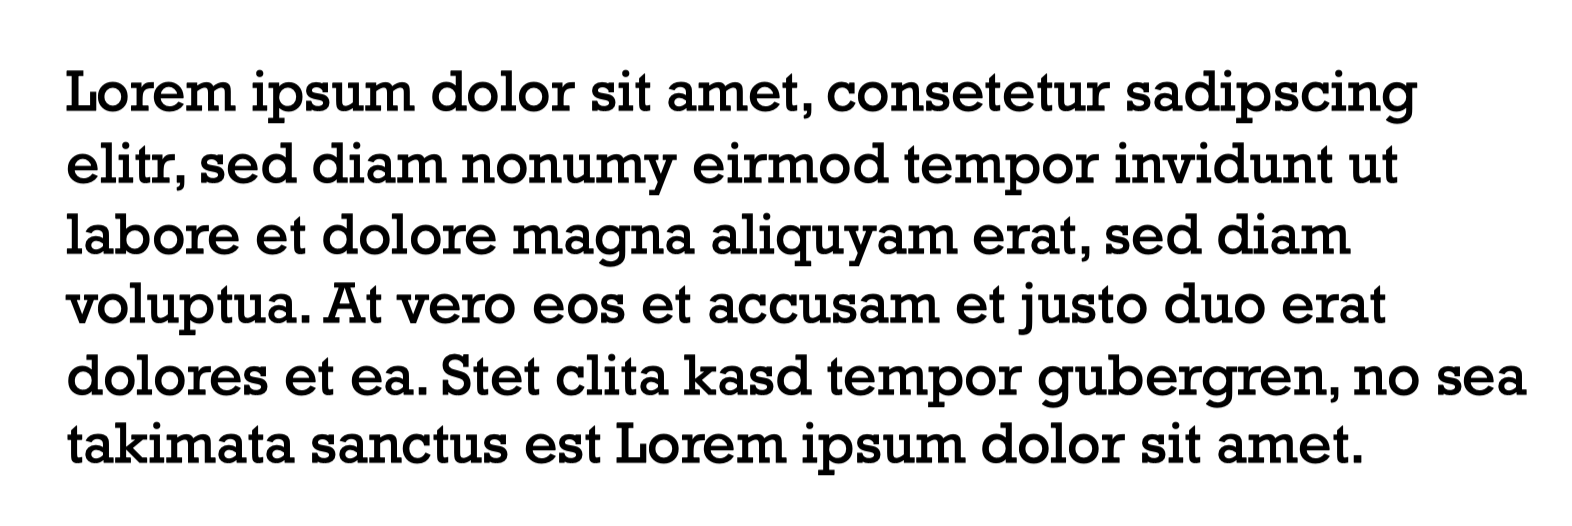 Lorem ipsum dolor sit amet, consetetur sadipscing
elitr, sed diam nonumy eirmod tempor invidunt ut
labore et dolore magna aliquyam erat, sed diam
voluptua. At vero eos et accusam et justo duo erat
dolores et ea. Stet clita kasd tempor gubergren, no sea
takimata sanctus est Lorem ipsum dolor sit amet.